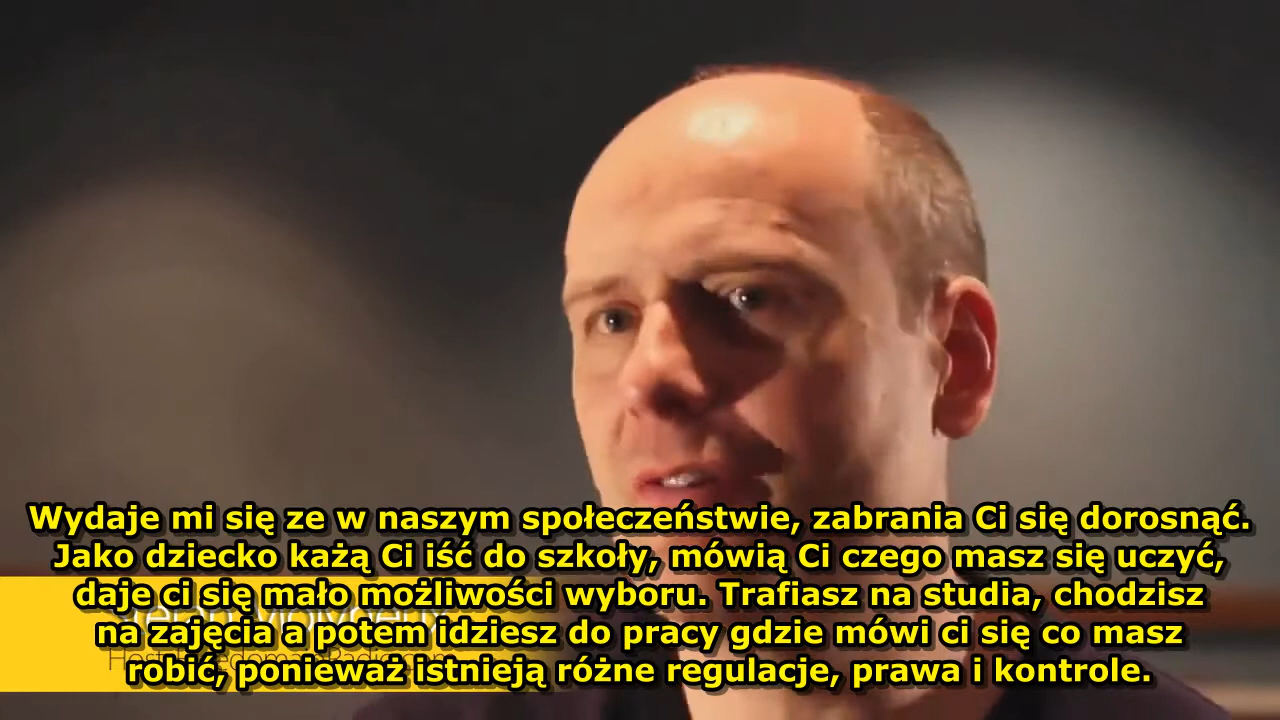 Wydaje mi się ze w naszym społeczeństwie, zabrania Ci się dorosnąć.
Jako dziecko każą Ci iść do szkoły, mówią Ci czego masz się uczyć,
daje ci się mało możliwości wyboru. Trafiasz na studia, chodzisz
na zajęcia a potem idziesz do pracy gdzie mówi ci się co masz
robić, ponieważ istnieją różne regulacje, prawa i kontrole.